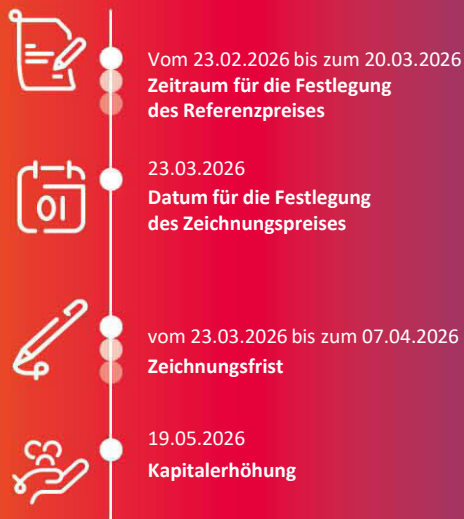 Vom 23.02.2026 bis zum 20.03.2026
Zeitraum für die Festlegung
des Referenzpreises
01
23.03.2026
Datum für die Festlegung
des Zeichnungspreises
vom 23.03.2026 bis zum 07.04.2026
Zeichnungsfrist
19.05.2026
Kapitalerhöhung